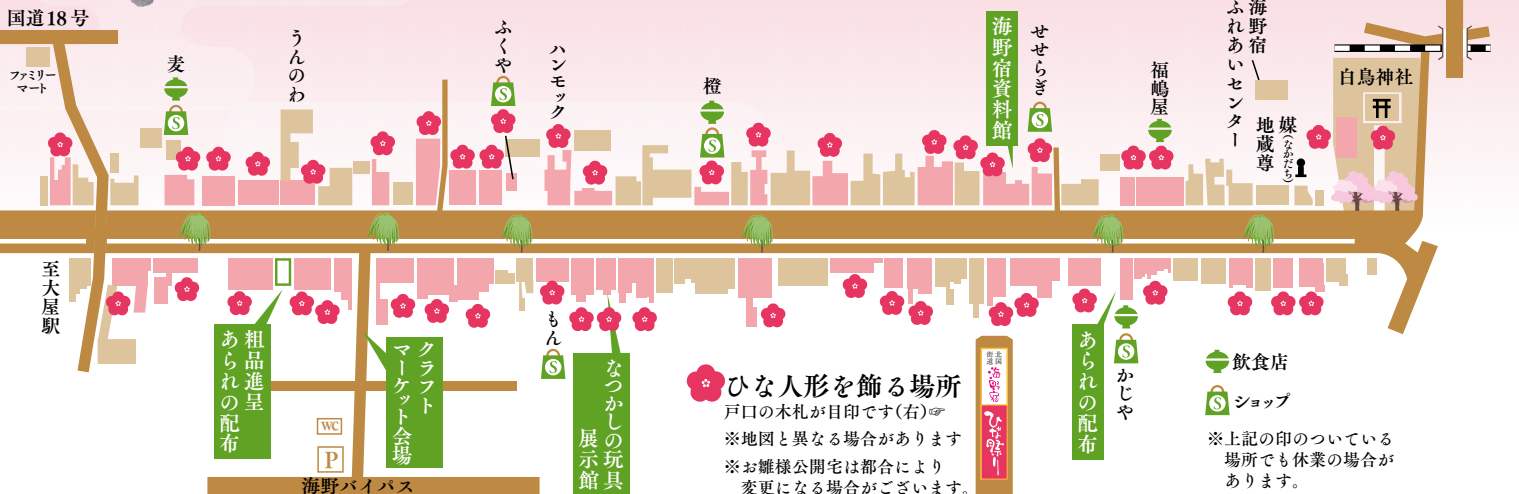 国道18号
ファミリー
マート
麦
うんのわ
ふくや
ハンモック
橙
海野宿資料館
せせらぎ
福嶋屋
海野宿
ふれあいセンター
媒(なかだち)
地蔵尊
白鳥神社
至大屋駅
粗品進呈
あられの配布
クラフト
マーケット会場
もん
なつかしの玩具
展示館
あられの配布
かじや
WC
P
海野バイパス
ひな人形を飾る場所
戸口の木札が目印です(右)☞
※地図と異なる場合があります
※お雛様公開宅は都合により
変更になる場合がございます。
北国
街道
海野宿
ひな祭り
飲食店
S ショップ
※上記の印のついている
場所でも休業の場合が
あります。